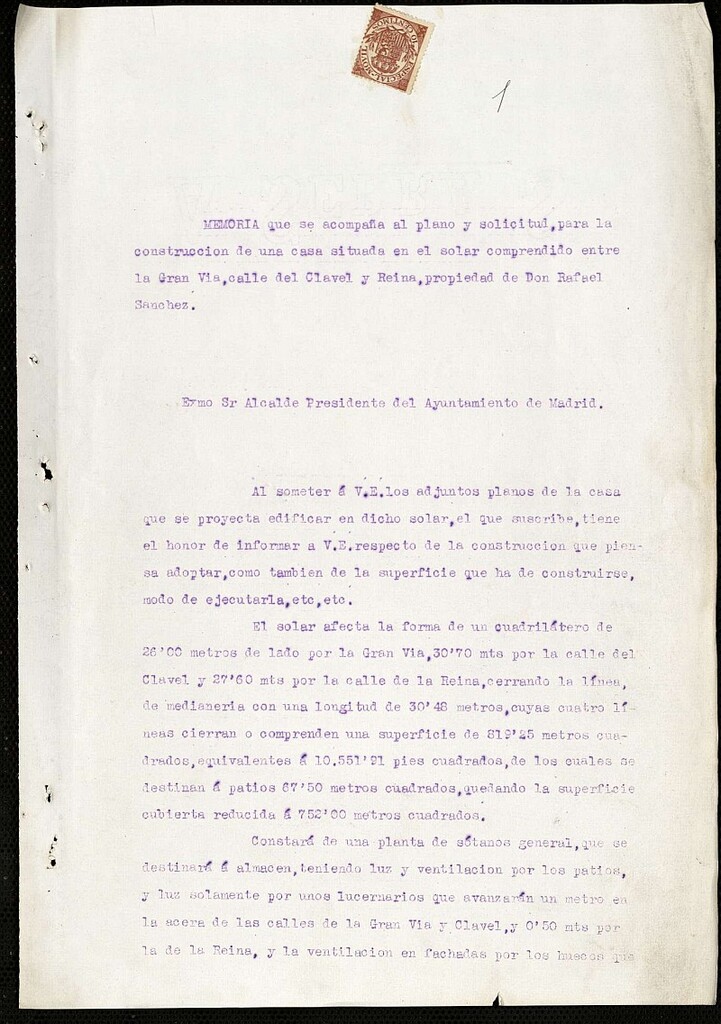 10 CENTIMOS
ESPECIAL MOVIL
1
MEMORIA que se acompaña al plano y solicitud,para la
construccion de una casa situada en el solar comprendido entre
la Gran Via,calle del Clavel y Reina,propiedad de Don Rafael
Sanchez.
Exmo Sr Alcalde Presidente del Ayuntamiento de Madrid.
Al someter á V.E.los adjuntos planos de la casa
que se proyecta edificar en dicho solar,el que suscribe,tiene
el honor de informar a V.E.respecto de la construccion que pien-
sa adoptar,como tambien de la superficie que ha de construirse,
modo de ejecutarla,etc,etc.
El solar afecta la forma de un cuadrilátero de
26'00 metros de lado por la Gran Via,30'70 mts por la calle del
Clavel y 27'60 mts por la calle de la Reina,cerrando la línea,
de medianeria con una longitud de 30'48 metros,cuyas cuatro lí-
neas cierran o comprenden una superficie de 819'25 metros cua-
drados,equivalentes á 10.551'91 pies cuadrados,de los cuales se
destinan á patios 67'50 metros cuadrados,quedando la superficie
cubierta reducida á 752'00 metros cuadrados.
Constará de una planta de sótanos general,que se
destinará á almacen,teniendo luz y ventilacion por los patios,
y luz solamente por unos lucernarios que avanzarán un metro en
la acera de las calles de la Gran Via y Clavel,y 0'50 mts por
la de la Reina, y la ventilacion en fachadas por los huecos que